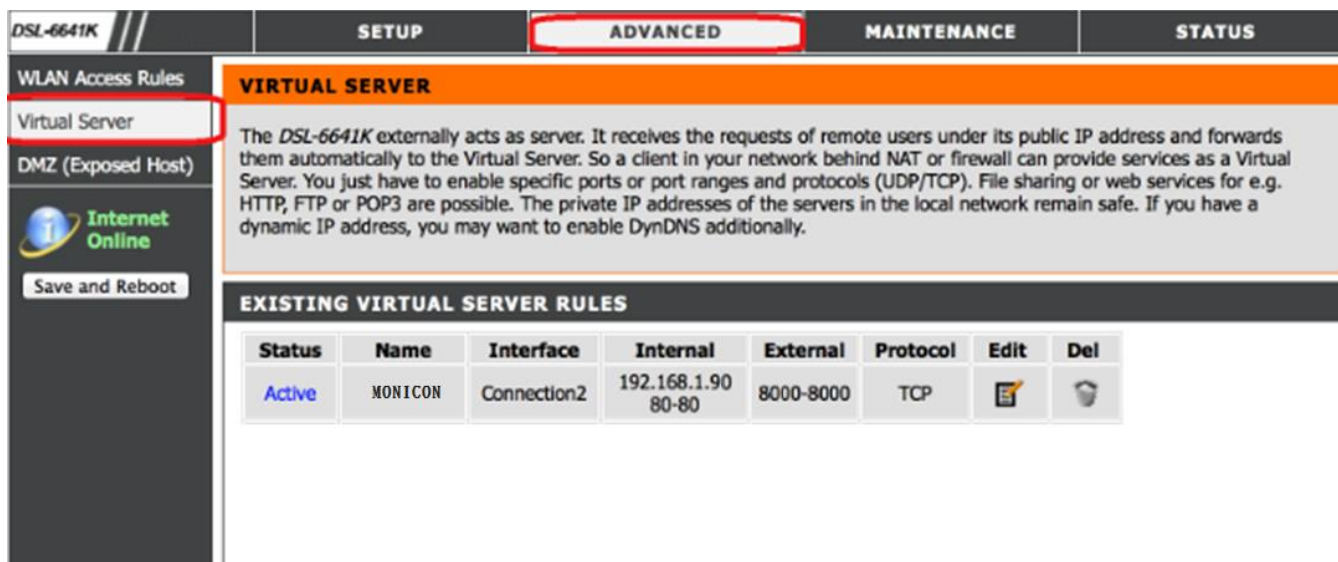 DSL-6641K SETUP ADVANCED MAINTENANCE STATUS
WLAN Access Rules
Virtual Server
DMZ (Exposed Host)
Internet
Online
Save and Reboot
VIRTUAL SERVER
The DSL-6641K externally acts as server. It receives the requests of remote users under its public IP address and forwards
them automatically to the Virtual Server. So a client in your network behind NAT or firewall can provide services as a Virtual
Server. You just have to enable specific ports or port ranges and protocols (UDP/TCP). File sharing or web services for e.g.
HTTP, FTP or POP3 are possible. The private IP addresses of the servers in the local network remain safe. If you have a
dynamic IP address, you may want to enable DynDNS additionally.
EXISTING VIRTUAL SERVER RULES
Status Name Interface Internal External Protocol Edit Del
Active MONICON Connection2 192.168.1.90 8000-8000 TCP
80-80